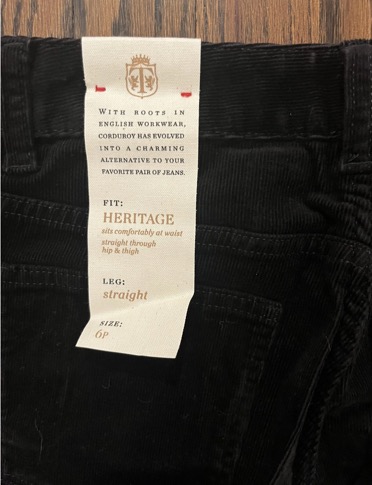 WITH ROOTS IN
ENGLISH WORKWEAR,
CORDUROY HAS EVOLVED
INTO A CHARMING
ALTERNATIVE TO YOUR
FAVORITE PAIR OF JEANS.
FIT:
HERITAGE
sits comfortably at waist
straight through
hip & thigh
LEG:
straight
SIZE:
6P